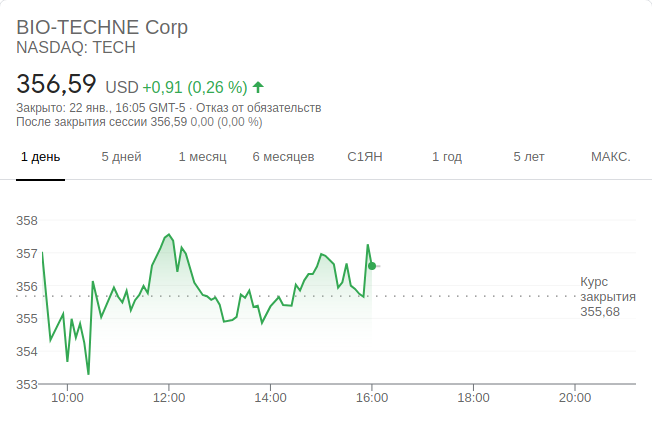 BIO-TECHNE Corp
NASDAQ: TECH
356,59 USD +0,91 (0,26 %)
Закрыто: 22 янв., 16:05 GMT-5 · Отказ от обязательств
После закрытия сессии 356,59 0,00 (0,00 %)
1 день 5 дней 1 месяц 6 месяцев С1ЯН 1 год 5 лет МАКС.
358
357
356
355
354
353
Курс
закрытия
355,68
10:00 12:00 14:00 16:00 18:00 20:00